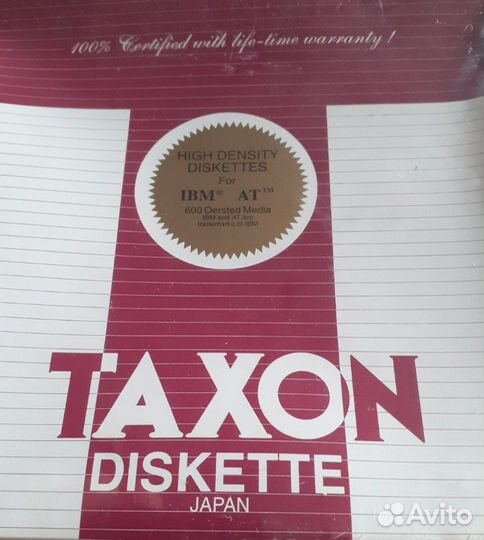 100% Certified with life-time warranty!
HIGH DENSITY
DISKETTES
For
IBM® AT™
600 Oersted Media
IBM and AT are
trademarks of IBM
TAXON
DISKETTE
JAPAN
Avito